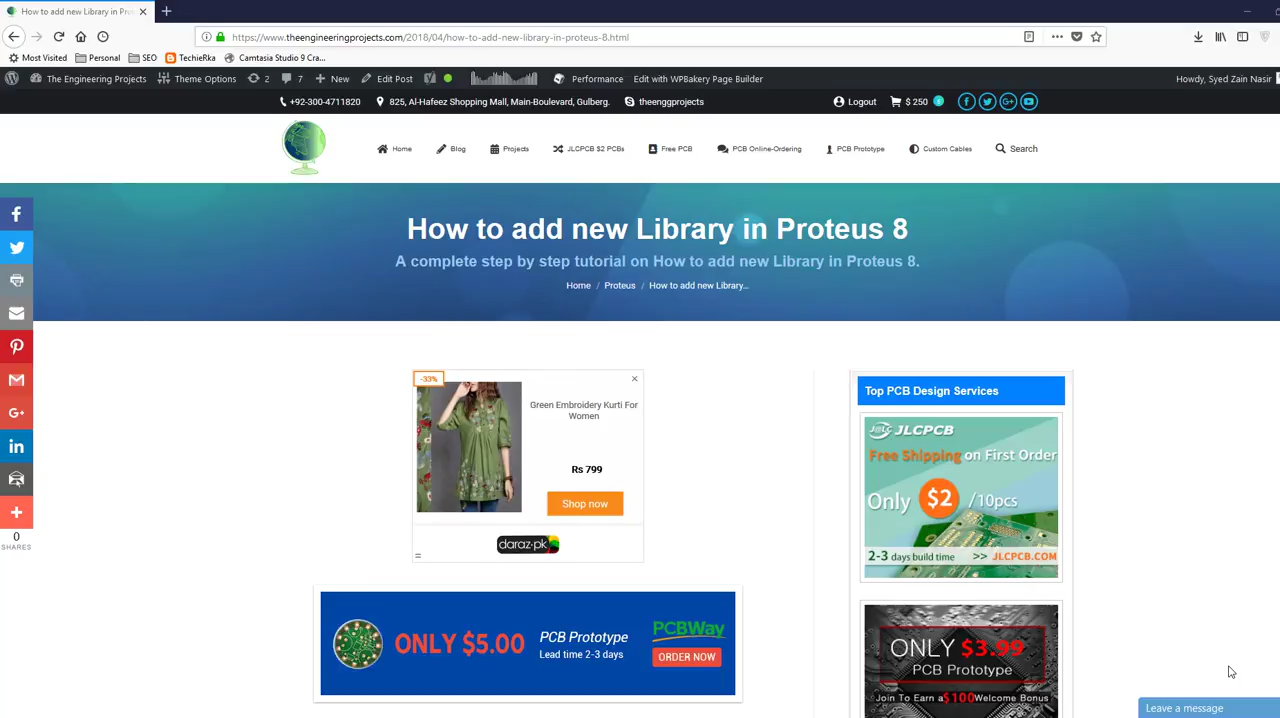 How to add new Library in Pro
https://www.theengineeringprojects.com/2018/04/how-to-add-new-library-in-proteus-8.html
Most Visited Personal SEO TechieRka Camtasia Studio 9 Cra...
The Engineering Projects Theme Options 2 7 New Edit Post Performance Edit with WPBakery Page Builder Howdy, Syed Zain Nasir
+92-300-4711820 825, Al-Hafeez Shopping Mall, Main-Boulevard, Gulberg. theenggprojects Logout $ 250
Home Blog Projects JLCPCB $2 PCBs Free PCB PCB Online-Ordering PCB Prototype Custom Cables Search
How to add new Library in Proteus 8
A complete step by step tutorial on How to add new Library in Proteus 8.
Home / Proteus / How to add new Library...
0
SHARES
-33%
Green Embroidery Kurti For
Women
Rs 799
Shop now
daraz.pk
ONLY $5.00 PCB Prototype
Lead time 2-3 days
PCBWay
ORDER NOW
Top PCB Design Services
JLCPCB
Free Shipping on First Order
Only $2 /10pcs
2-3 days build time >> JLCPCB.COM
ONLY $3.99
PCB Prototype
Join To Earn a $100 Welcome Bonus
Leave a message